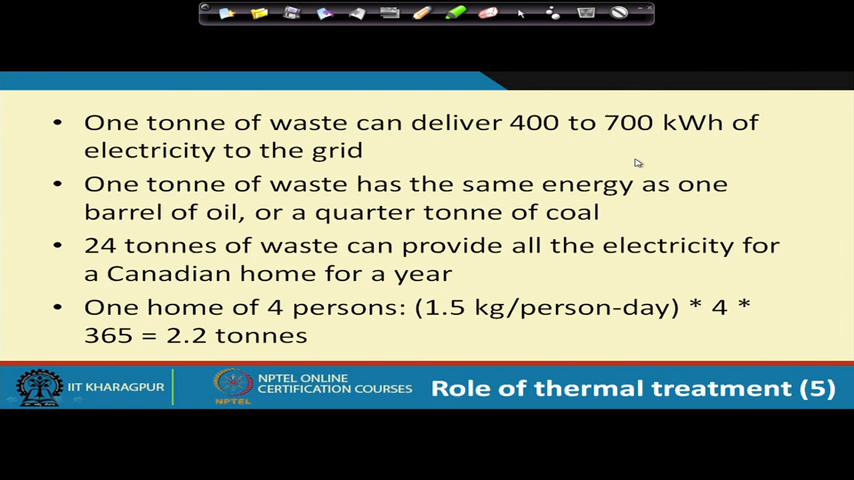 • One tonne of waste can deliver 400 to 700 kWh of
electricity to the grid
• One tonne of waste has the same energy as one
barrel of oil, or a quarter tonne of coal
• 24 tonnes of waste can provide all the electricity for
a Canadian home for a year
• One home of 4 persons: (1.5 kg/person-day) * 4 *
365 = 2.2 tonnes
IIT KHARAGPUR
NPTEL
NPTEL ONLINE
CERTIFICATION COURSES
Role of thermal treatment (5)